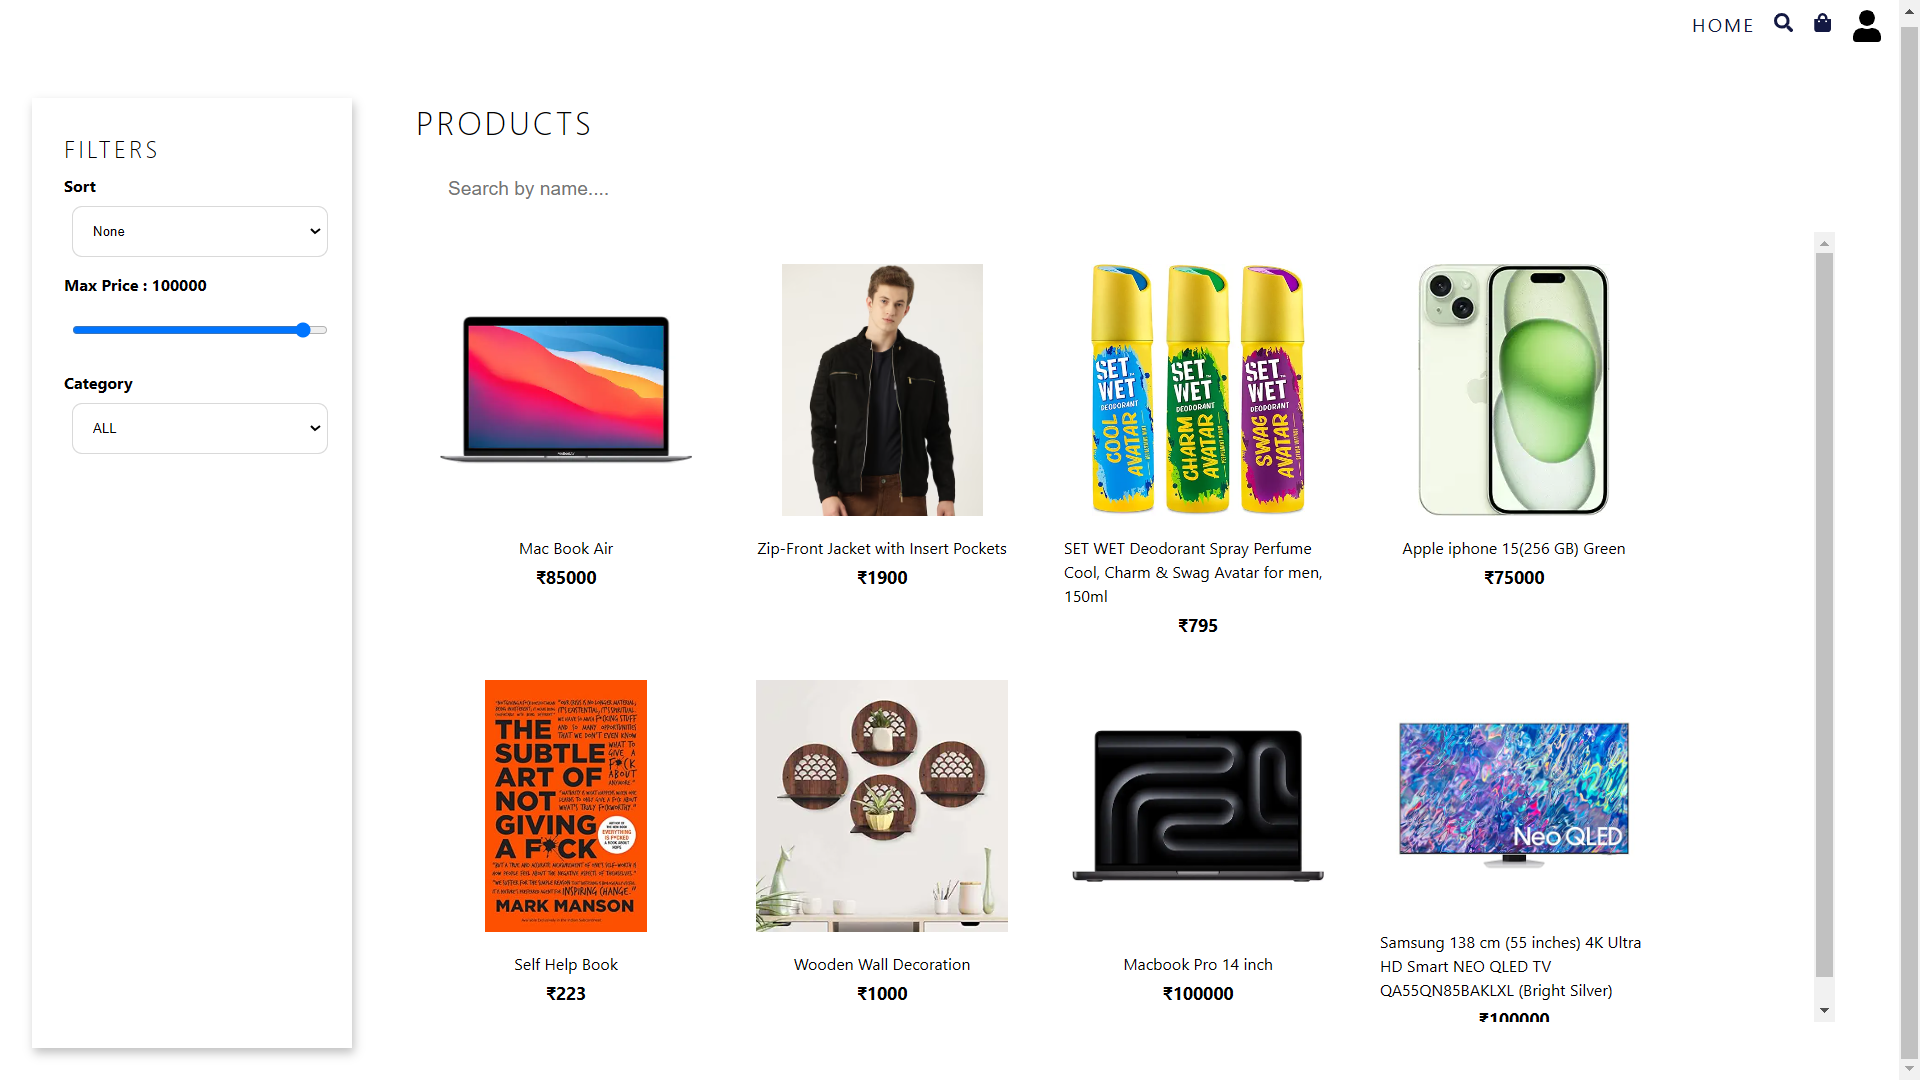 HOME
FILTERS
Sort
None
Max Price : 100000
Category
ALL
PRODUCTS
Search by name....
Mac Book Air
₹85000
Zip-Front Jacket with Insert Pockets
₹1900
SET WET
DEODORANT
COOL AVATAR
SET WET
DEODORANT
CHARM AVATAR
SET WET
DEODORANT
SWAG AVATAR
SET WET Deodorant Spray Perfume
Cool, Charm & Swag Avatar for men,
150ml
₹795
Apple iphone 15(256 GB) Green
₹75000
THE
SUBTLE
ART OF
NOT
GIVING
A F CK
INSPIRING CHANGE."
MARK MANSON
Self Help Book
₹223
Wooden Wall Decoration
₹1000
Macbook Pro 14 inch
₹100000
Neo QLED
Samsung 138 cm (55 inches) 4K Ultra
HD Smart NEO QLED TV
QA55QN85BAKLXL (Bright Silver)
₹100000